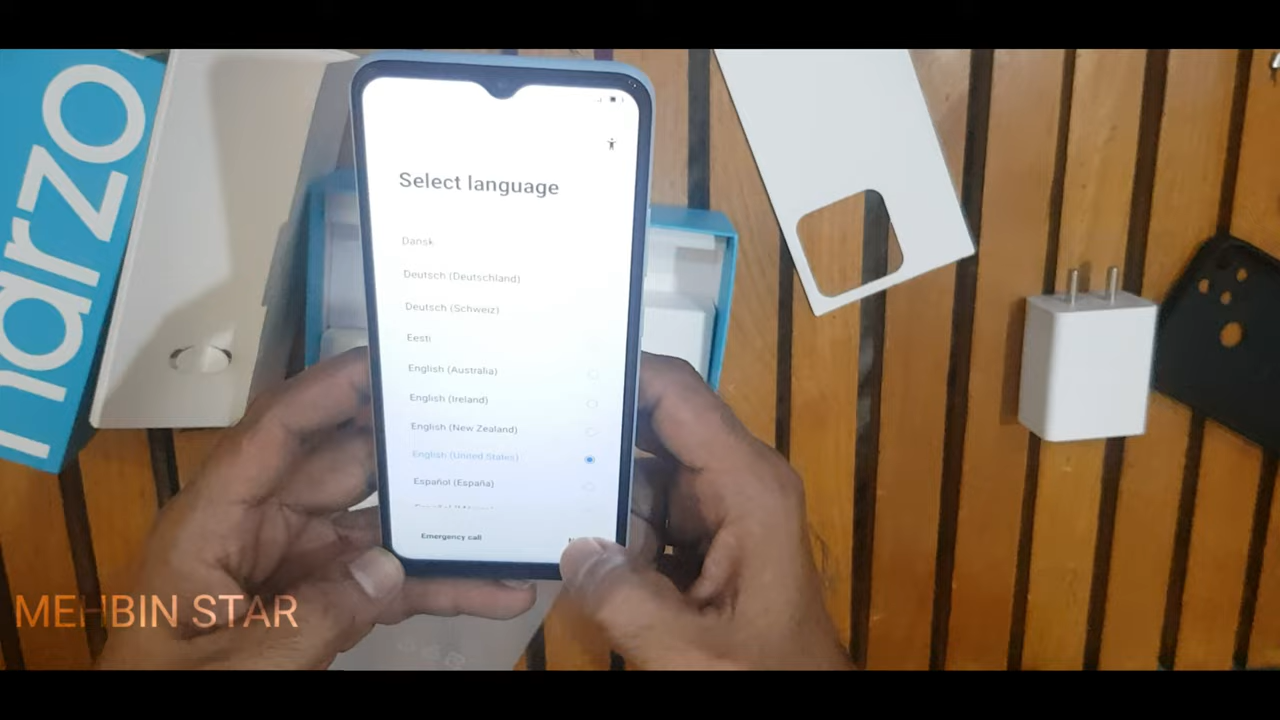 narzo
Select language
Dansk
Deutsch (Deutschland)
Deutsch (Schweiz)
Eesti
English (Australia)
English (Ireland)
English (New Zealand)
English (United States)
Español (España)
Emergency call
MEHBIN STAR